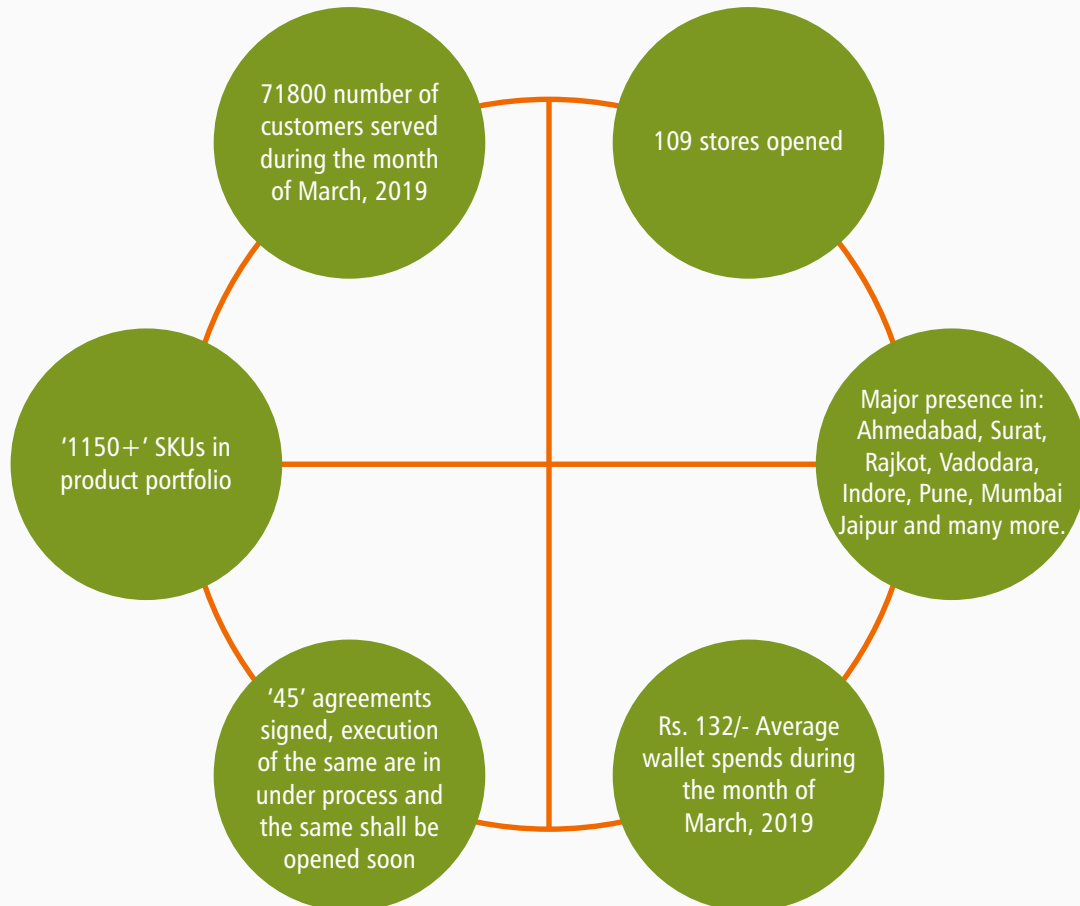 71800 number of
customers served
during the month
of March, 2019
109 stores opened
‘1150+’ SKUs in
product portfolio
Major presence in:
Ahmedabad, Surat,
Rajkot, Vadodara,
Indore, Pune, Mumbai
Jaipur and many more.
‘45’ agreements
signed, execution
of the same are in
under process and
the same shall be
opened soon
Rs. 132/- Average
wallet spends during
the month of
March, 2019